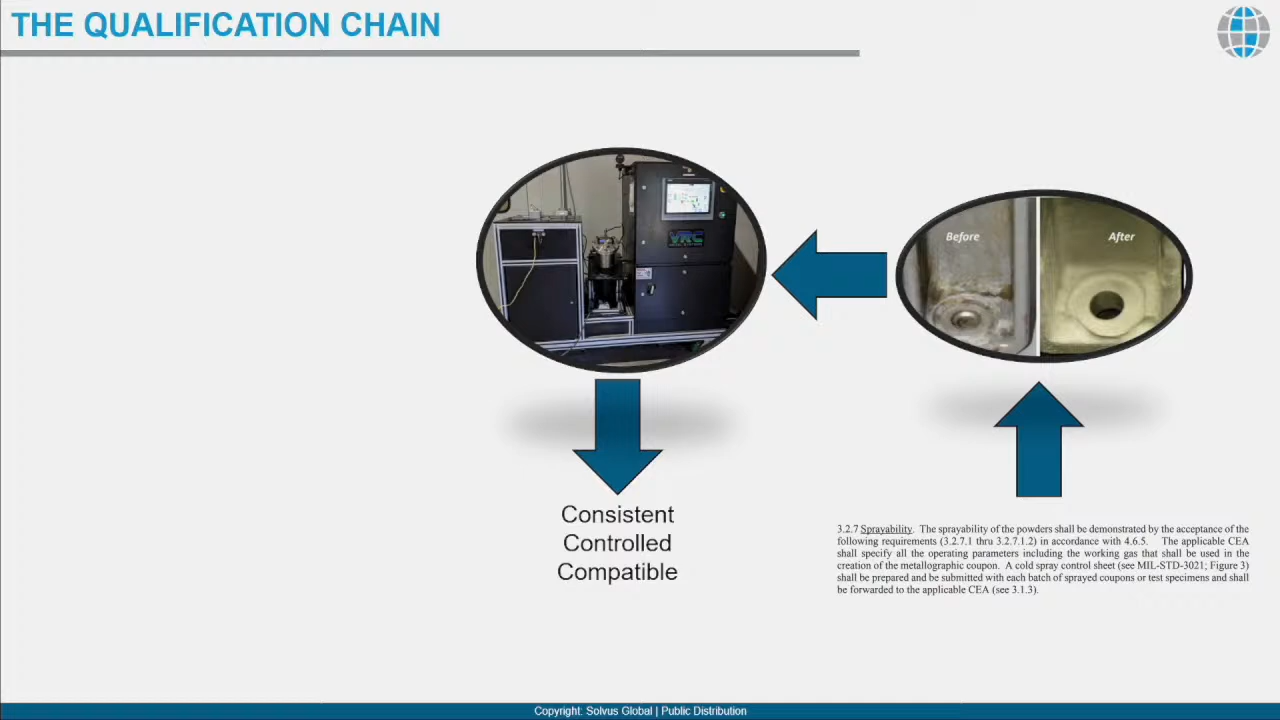 THE QUALIFICATION CHAIN
VRC
Before
After
Consistent
Controlled
Compatible
3.2.7 Sprayability. The sprayability of the powders shall be demonstrated by the acceptance of the
following requirements (3.2.7.1 thru 3.2.7.1.2) in accordance with 4.6.5. The applicable CEA
shall specify all the operating parameters including the working gas that shall be used in the
creation of the metallographic coupon. A cold spray control sheet (see MIL-STD-3021; Figure 3)
shall be prepared and be submitted with each batch of sprayed coupons or test specimens and shall
be forwarded to the applicable CEA (see 3.1.3).
Copyright: Solvus Global | Public Distribution